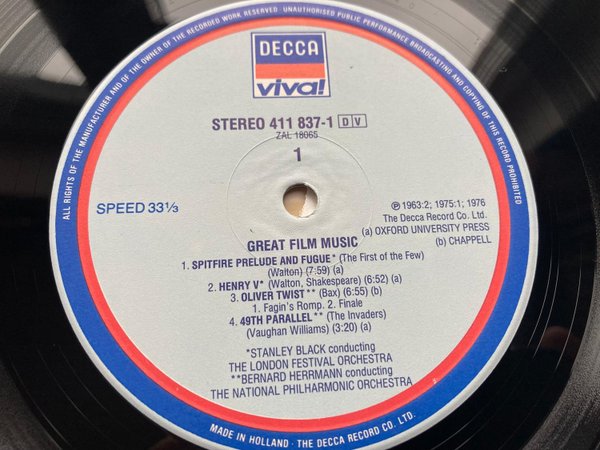 ALL RIGHTS OF THE MANUFACTURER AND OF THE OWNER OF THE RECORDED WORK RESERVED · UNAUTHORISED PUBLIC PERFORMANCE BROADCASTING AND COPYING OF THIS RECORD PROHIBITED
DECCA
viva!
STEREO 411 837-1 DV
ZAL 18065
1
SPEED 33⅓
℗ 1963:2; 1975:1; 1976
The Decca Record Co. Ltd.
(a) OXFORD UNIVERSITY PRESS
(b) CHAPPELL
GREAT FILM MUSIC
1. SPITFIRE PRELUDE AND FUGUE* (The First of the Few)
(Walton) (7:59) (a)
2. HENRY V* (Walton, Shakespeare) (6:52) (a)
3. OLIVER TWIST** (Bax) (6:55) (b)
1. Fagin's Romp. 2. Finale
4. 49TH PARALLEL** (The Invaders)
(Vaughan Williams) (3:20) (a)
*STANLEY BLACK conducting
THE LONDON FESTIVAL ORCHESTRA
**BERNARD HERRMANN conducting
THE NATIONAL PHILHARMONIC ORCHESTRA
MADE IN HOLLAND · THE DECCA RECORD CO. LTD.